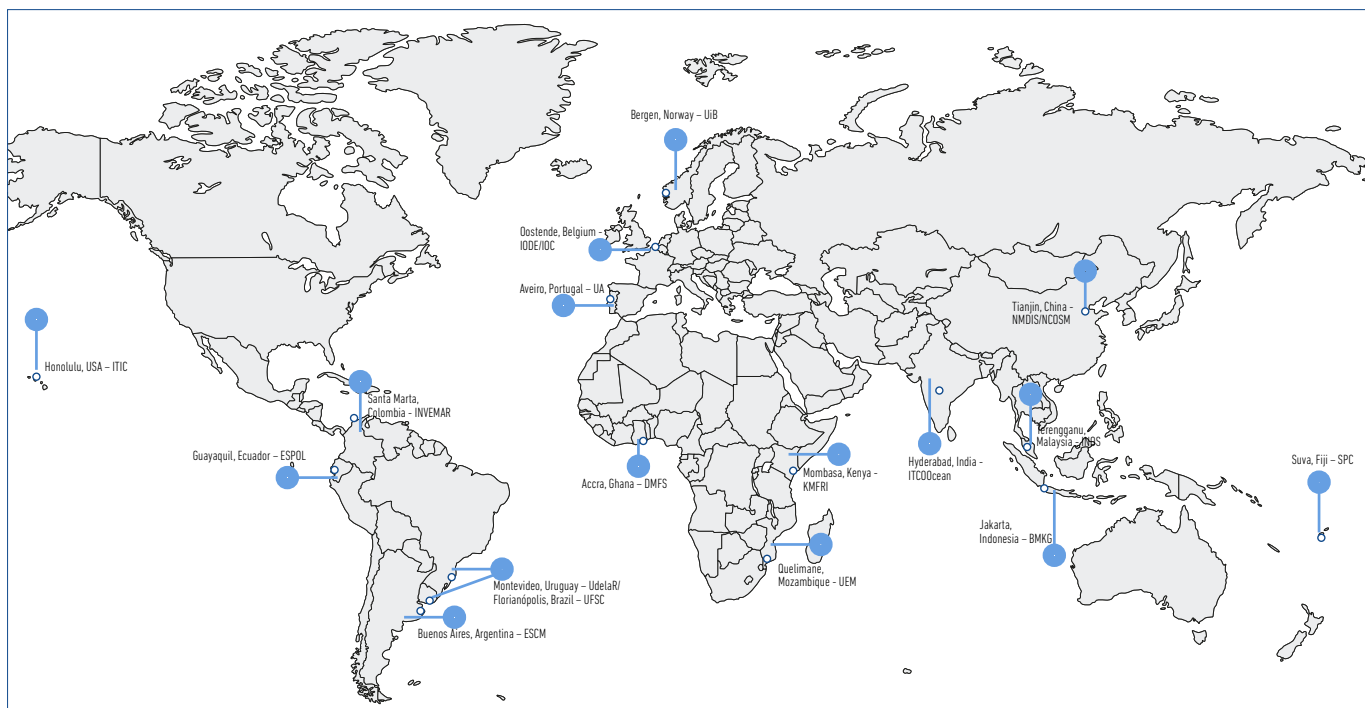 Bergen, Norway – UiB
Oostende, Belgium -
IODE/IOC
Aveiro, Portugal – UA
Tianjin, China -
NMDIS/NCOSM
Honolulu, USA – ITIC
Santa Marta,
Colombia - INVEMAR
Guayaquil, Ecuador – ESPOL
Accra, Ghana – DMFS
Mombasa, Kenya -
KMFRI
Hyderabad, India -
ITCOOcean
Terengganu,
Malaysia – INOS
Suva, Fiji – SPC
Jakarta,
Indonesia – BMKG
Quelimane,
Mozambique - UEM
Montevideo, Uruguay – UdelaR/
Florianópolis, Brazil – UFSC
Buenos Aires, Argentina – ESCM